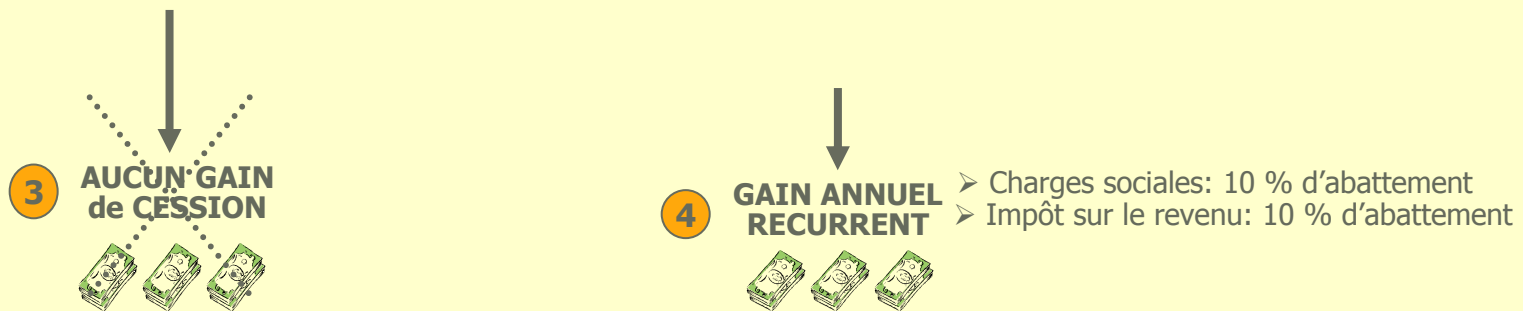 3
AUCUN GAIN
de CESSION
4
GAIN ANNUEL
RECURRENT
➢ Charges sociales: 10 % d’abattement
➢ Impôt sur le revenu: 10 % d’abattement